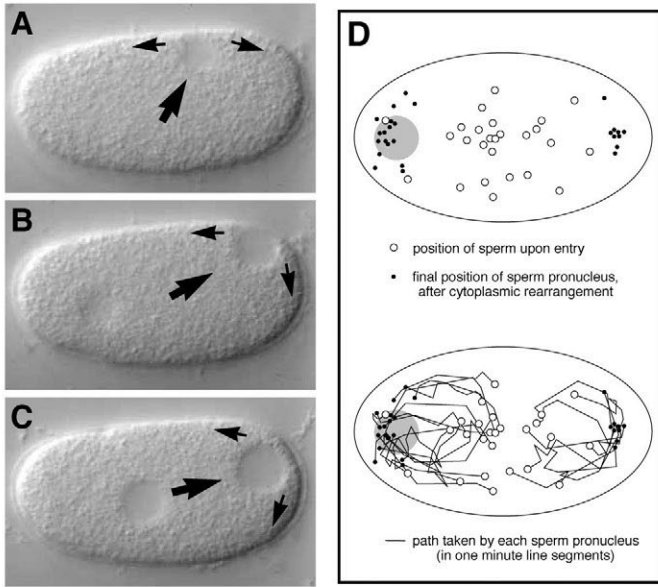 A
B
C
D
position of sperm upon entry
final position of sperm pronucleus,
after cytoplasmic rearrangement
path taken by each sperm pronucleus
(in one minute line segments)